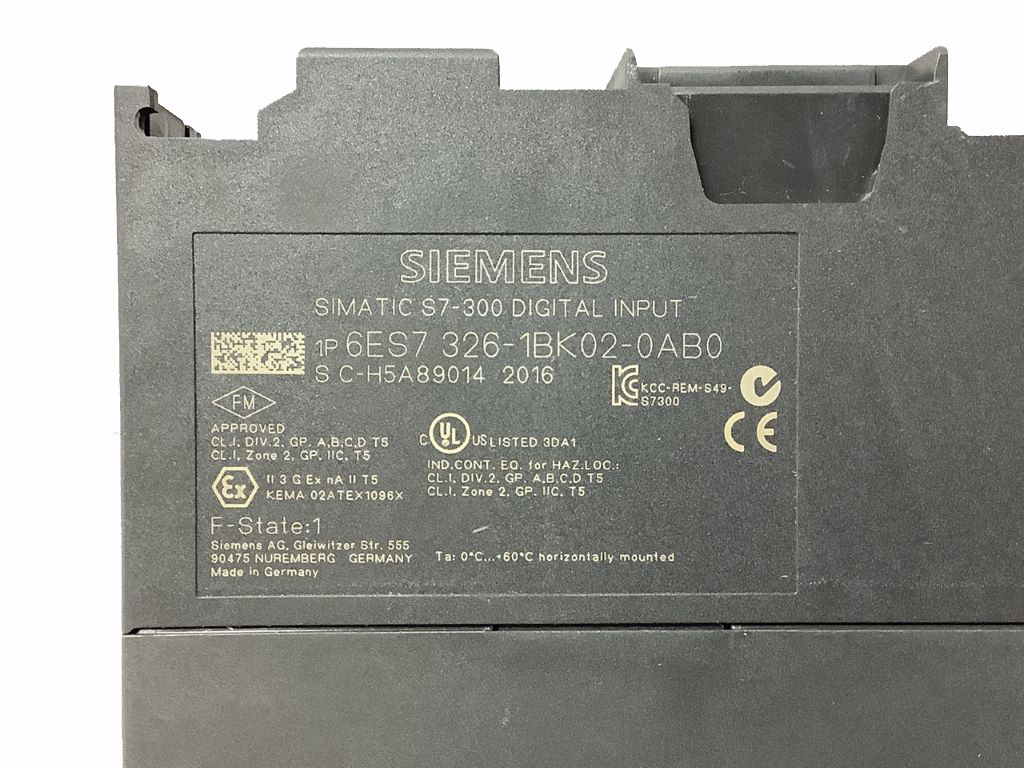 SIEMENS
SIMATIC S7-300 DIGITAL INPUT
1P 6ES7 326-1BK02-0AB0
S C-H5A89014 2016
KCC-REM-S49-
S7300
FM
APPROVED
CL.I, DIV.2, GP. A,B,C,D T5
CL.I, Zone 2, GP. IIC, T5
C UL US LISTED 3DA1
IND.CONT. EQ. for HAZ.LOC.:
CL.I, DIV.2, GP. A,B,C,D T5
CL.I, Zone 2, GP. IIC, T5
CE
Ex II 3 G Ex nA II T5
KEMA 02ATEX1096X
F-State:1
Siemens AG, Gleiwitzer Str. 555
90475 NUREMBERG GERMANY
Made in Germany
Ta: 0°C...+60°C horizontally mounted